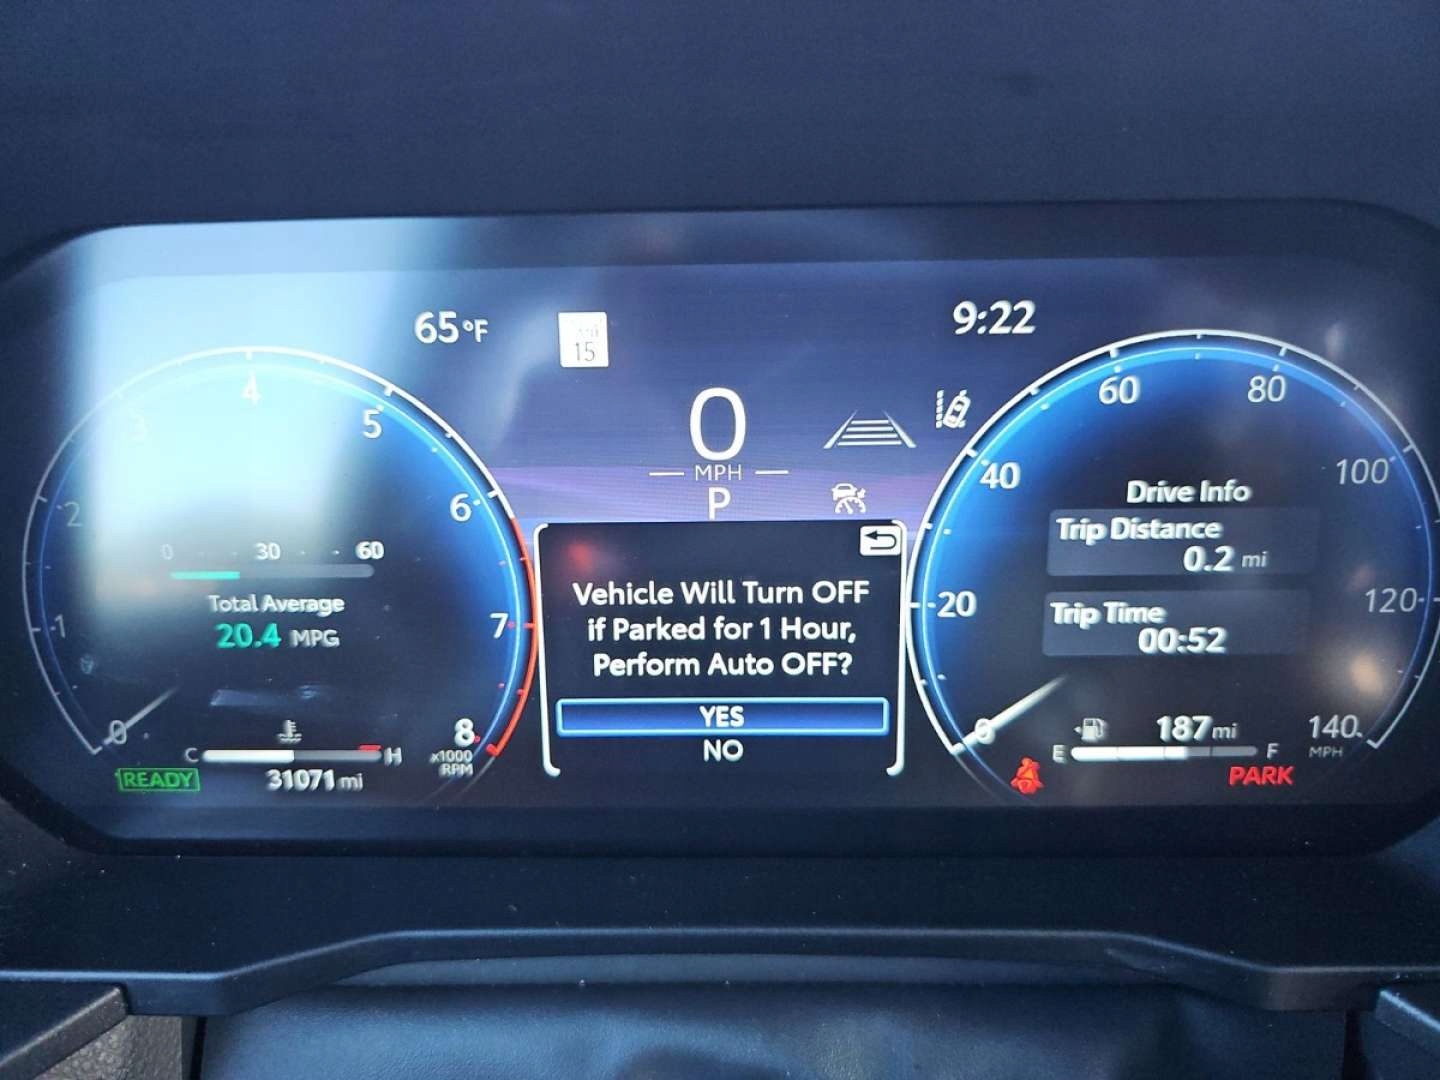 65°F
15
9:22
0
MPH
P
0 30 60
Total Average
20.4 MPG
0
1
2
3
4
5
6
7
8
x1000
RPM
C H
READY
31071 mi
Vehicle Will Turn OFF
if Parked for 1 Hour,
Perform Auto OFF?
YES
NO
0
20
40
60
80
100
120
140
MPH
Drive Info
Trip Distance
0.2 mi
Trip Time
00:52
187 mi
E F
PARK